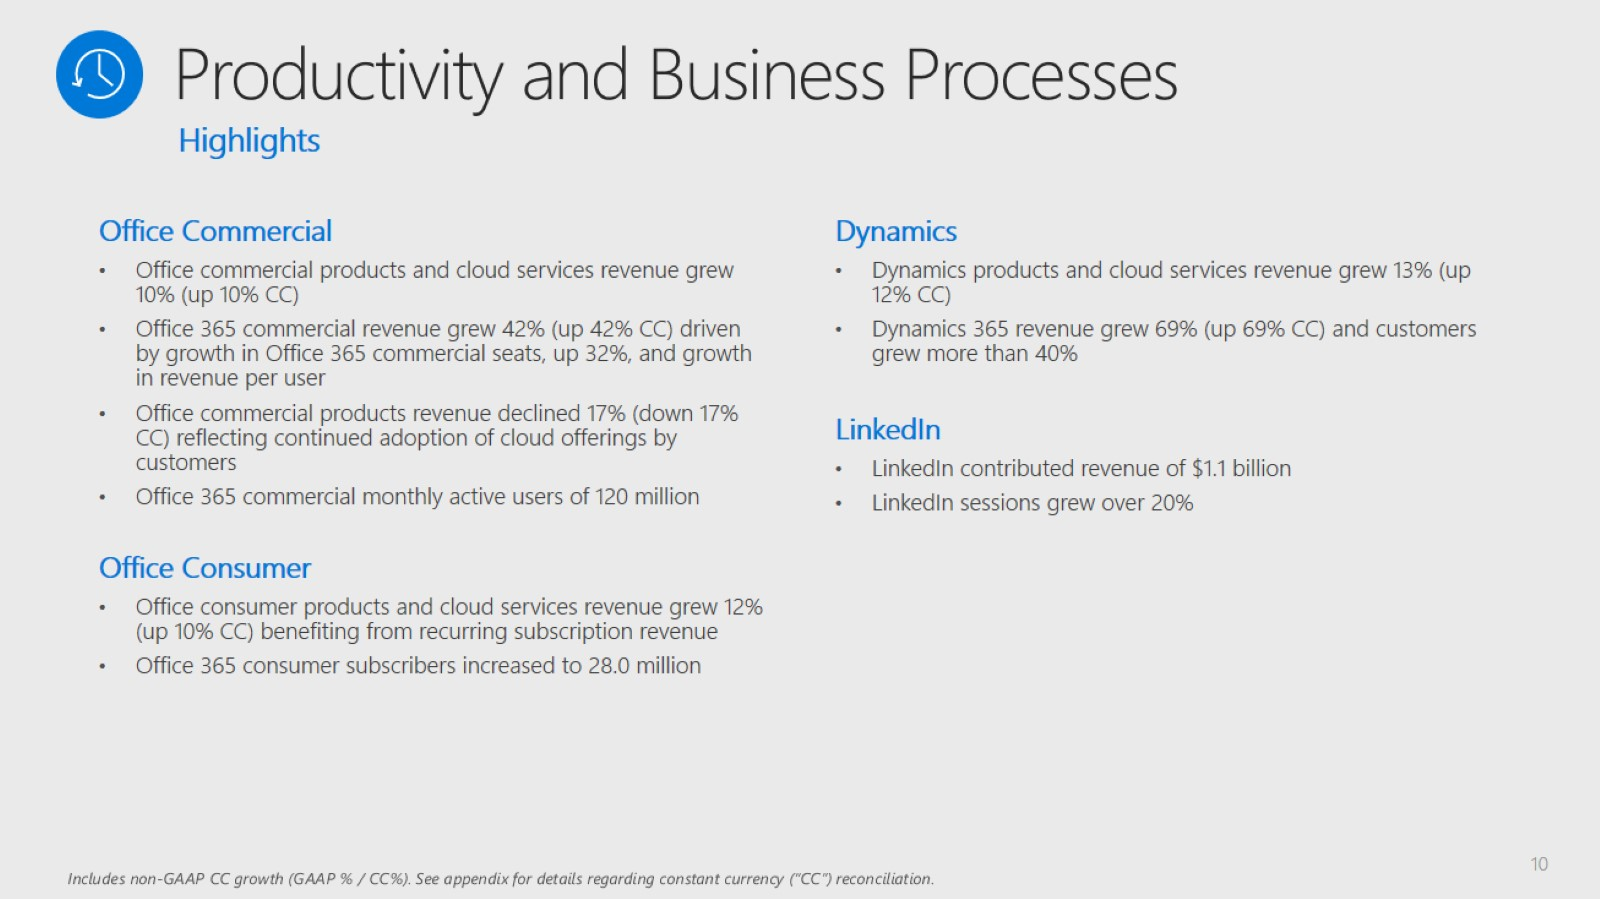 Productivity and Business Processes
Highlights
Office Commercial
• Office commercial products and cloud services revenue grew
10% (up 10% CC)
• Office 365 commercial revenue grew 42% (up 42% CC) driven
by growth in Office 365 commercial seats, up 32%, and growth
in revenue per user
• Office commercial products revenue declined 17% (down 17%
CC) reflecting continued adoption of cloud offerings by
customers
• Office 365 commercial monthly active users of 120 million
Office Consumer
• Office consumer products and cloud services revenue grew 12%
(up 10% CC) benefiting from recurring subscription revenue
• Office 365 consumer subscribers increased to 28.0 million
Dynamics
• Dynamics products and cloud services revenue grew 13% (up
12% CC)
• Dynamics 365 revenue grew 69% (up 69% CC) and customers
grew more than 40%
LinkedIn
• LinkedIn contributed revenue of $1.1 billion
• LinkedIn sessions grew over 20%
Includes non-GAAP CC growth (GAAP % / CC%). See appendix for details regarding constant currency ("CC") reconciliation.
10